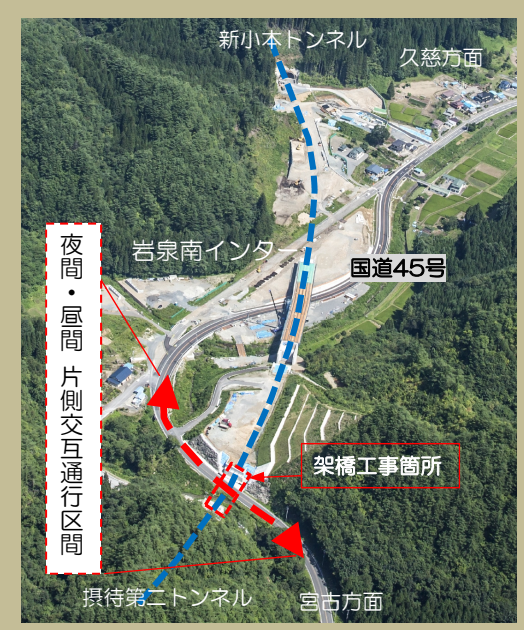 新小本トンネル
久慈方面
岩泉南インター
国道45号
夜間・昼間 片側交互通行区間
架橋工事箇所
摂待第二トンネル
宮古方面